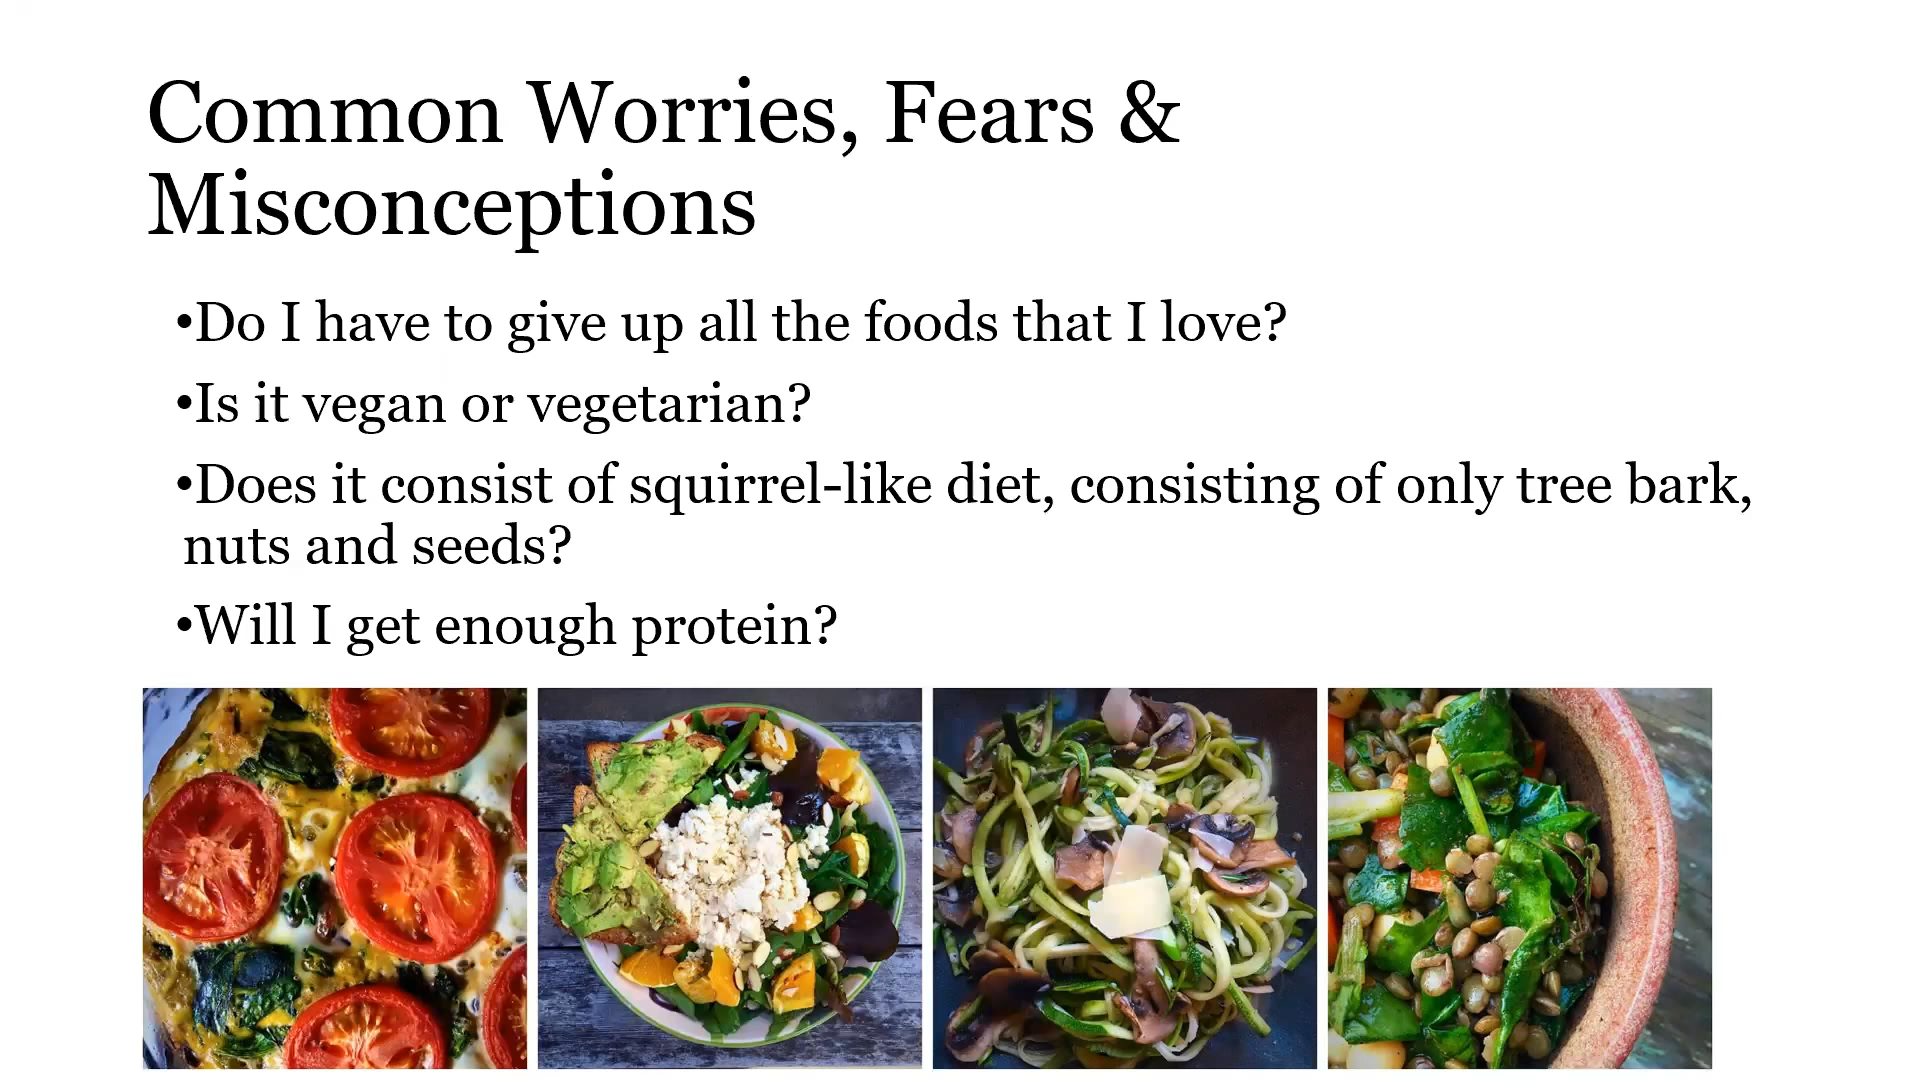 Common Worries, Fears &
Misconceptions
•Do I have to give up all the foods that I love?
•Is it vegan or vegetarian?
•Does it consist of squirrel-like diet, consisting of only tree bark,
nuts and seeds?
•Will I get enough protein?